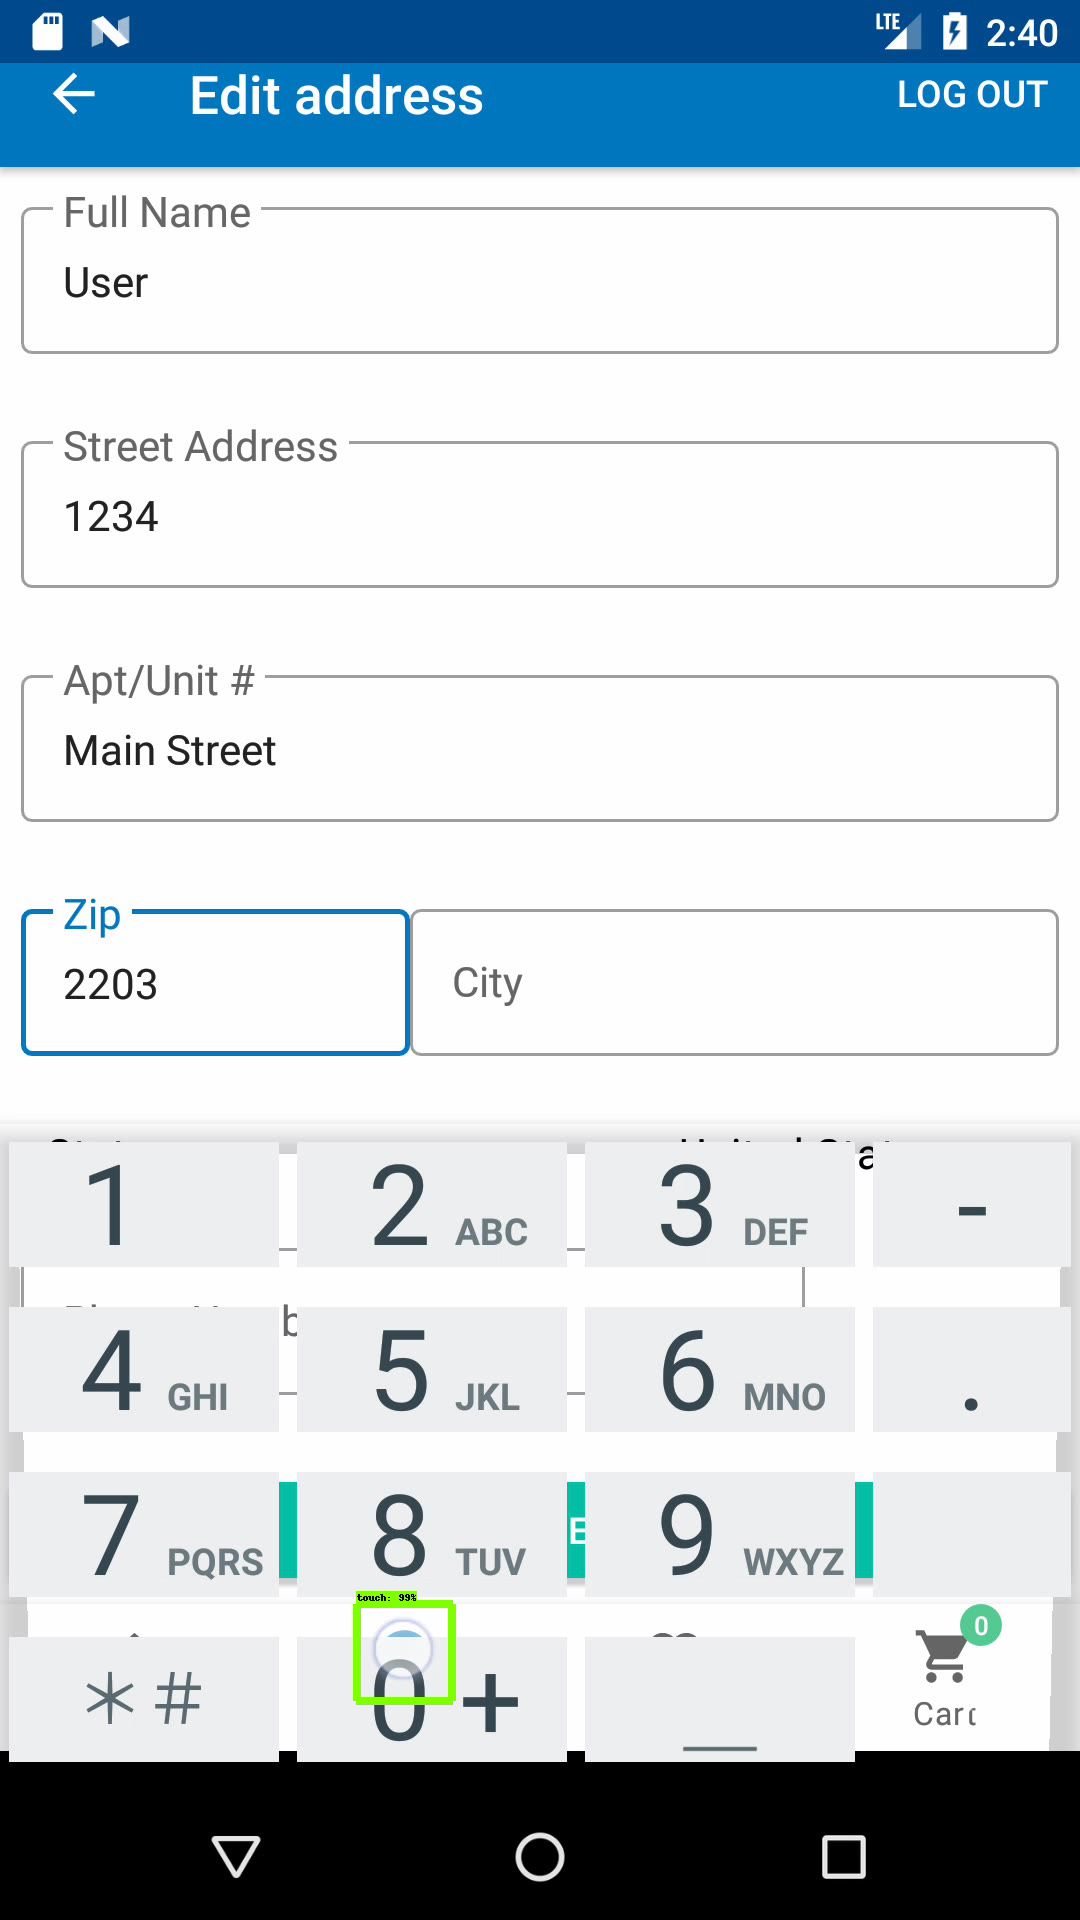 LTE 2:40
Edit address LOG OUT
Full Name
User
Street Address
1234
Apt/Unit #
Main Street
Zip
2203
City
1 2 ABC 3 DEF -
4 GHI 5 JKL 6 MNO .
7 PQRS 8 TUV 9 WXYZ
touch: 99%
0
* # 0 +